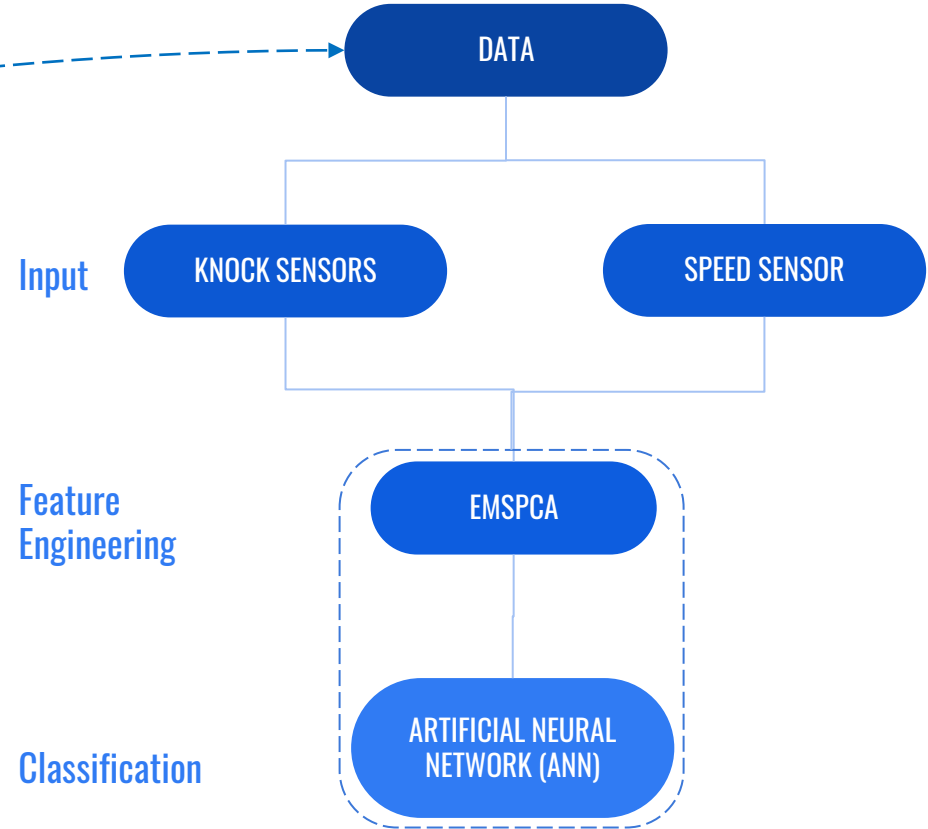 DATA
Input
KNOCK SENSORS
SPEED SENSOR
Feature
Engineering
EMSPCA
Classification
ARTIFICIAL NEURAL
NETWORK (ANN)